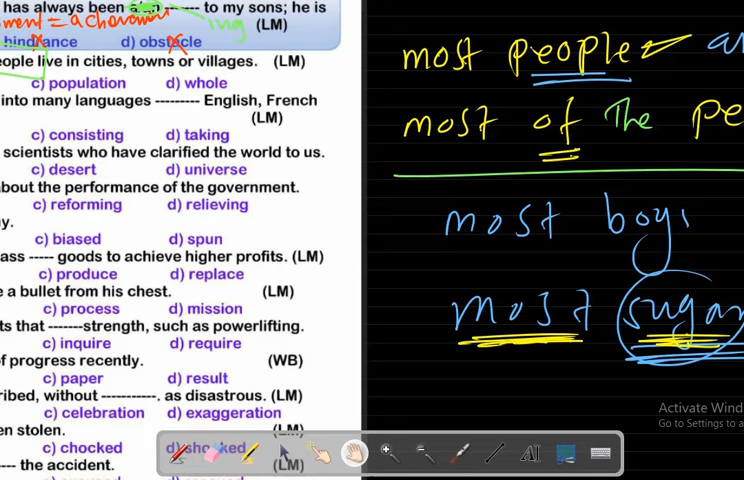 has always been a ------- to my sons; he is
ment = achevement
ing
(LM)
hindrance d) obstacle
eople live in cities, towns or villages. (LM)
c) population d) whole
into many languages --------- English, French
(LM)
c) consisting d) taking
scientists who have clarified the world to us.
c) desert d) universe
about the performance of the government.
c) reforming d) relieving
y.
c) biased d) spun
ass ----- goods to achieve higher profits. (LM)
c) produce d) replace
e a bullet from his chest. (LM)
c) process d) mission
ts that -------strength, such as powerlifting.
c) inquire d) require
of progress recently. (WB)
c) paper d) result
ribed, without -----------. as disastrous. (LM)
c) celebration d) exaggeration
en stolen. (LM)
c) chocked d) shocked
---- the accident. (LM)
most people
most of The pe
most boys
most sugar
Activate Wind
Go to Settings to a
AI